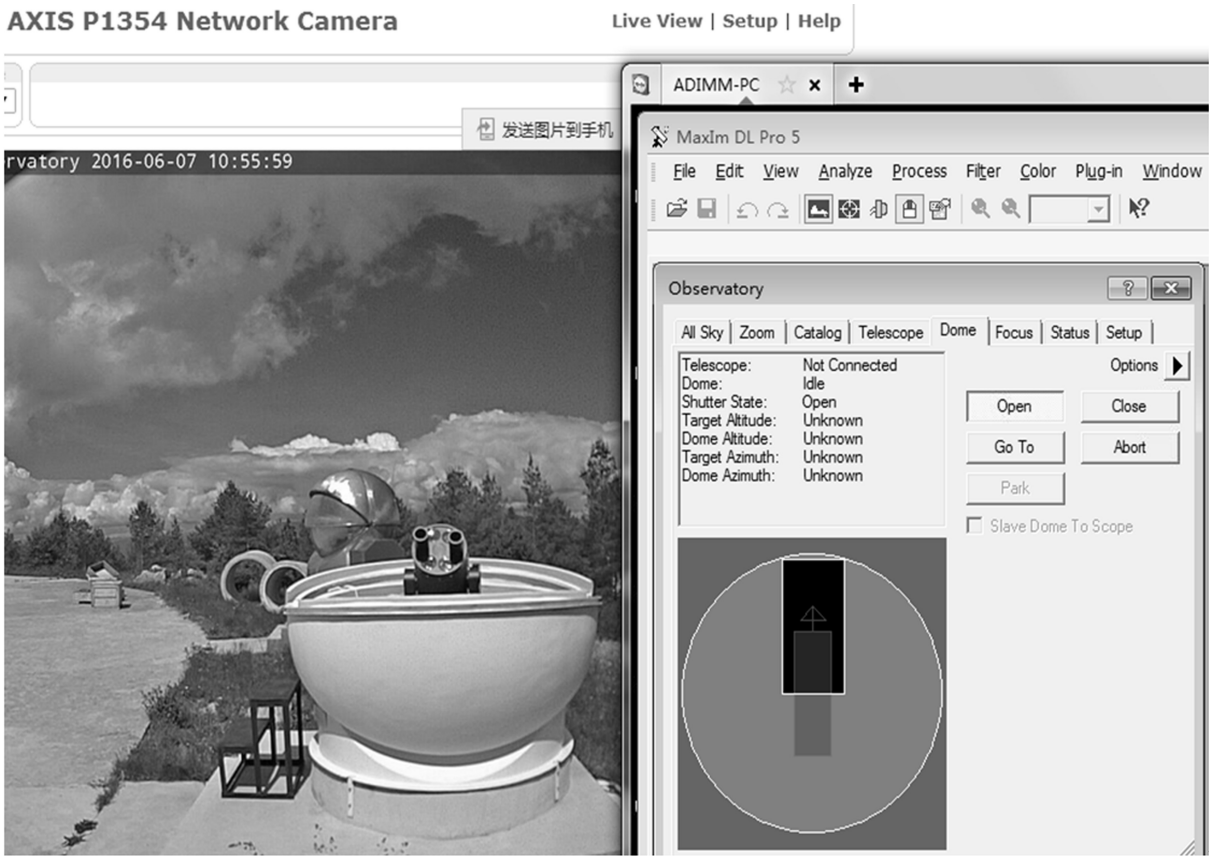 AXIS P1354 Network Camera
Live View | Setup | Help
发送图片到手机
rvatory 2016-06-07 10:55:59
ADIMM-PC
MaxIm DL Pro 5
File Edit View Analyze Process Filter Color Plug-in Window
Observatory
All Sky Zoom Catalog Telescope Dome Focus Status Setup
Telescope: Not Connected
Dome: Idle
Shutter State: Open
Target Altitude: Unknown
Dome Altitude: Unknown
Target Azimuth: Unknown
Dome Azimuth: Unknown
Options
Open Close
Go To Abort
Park
Slave Dome To Scope